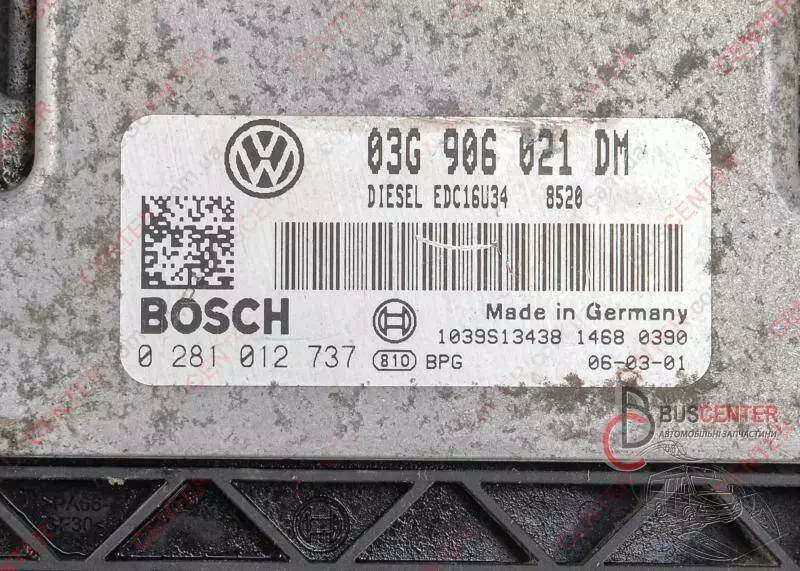 03G 906 021 DM
DIESEL EDC16U34 8520
BOSCH
Made in Germany
1039S13438 1468 0390
0 281 012 737 810 BPG
06-03-01
BUSCENTER
АВТОМОБІЛЬНІ ЗАПЧАСТИНИ